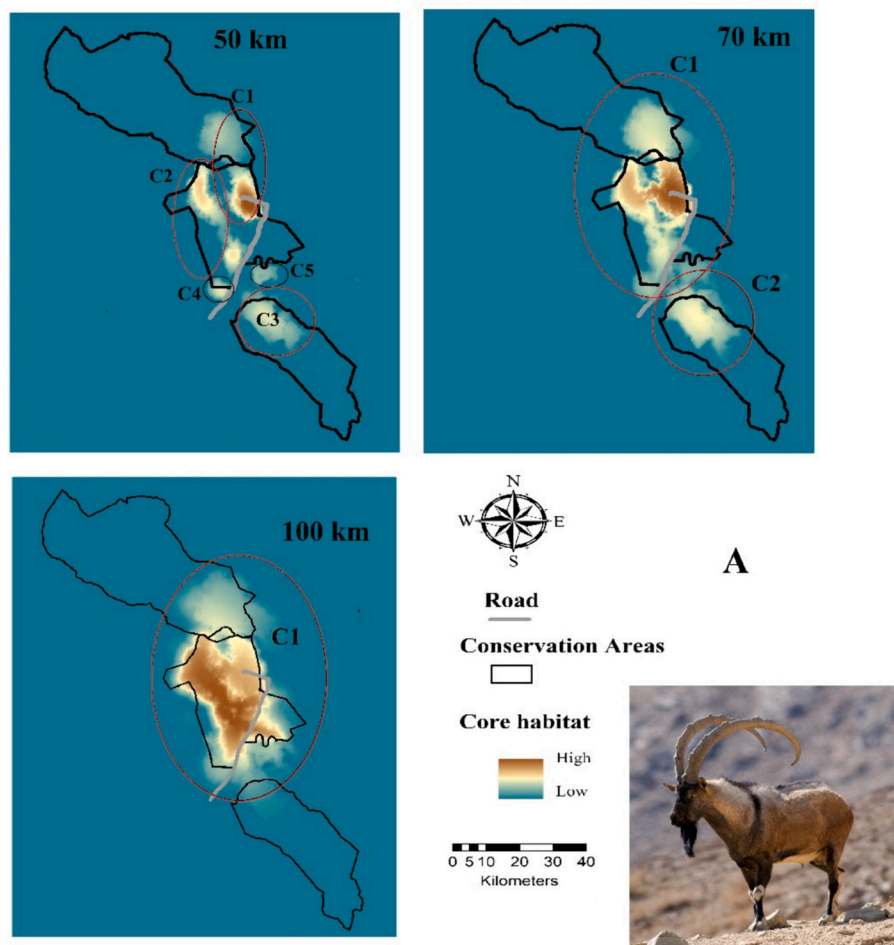 50 km
C1
C2
C5
C4
C3
70 km
C1
C2
100 km
C1
N
W E
S
A
Road
Conservation Areas
Core habitat
High
Low
0 5 10 20 30 40
Kilometers